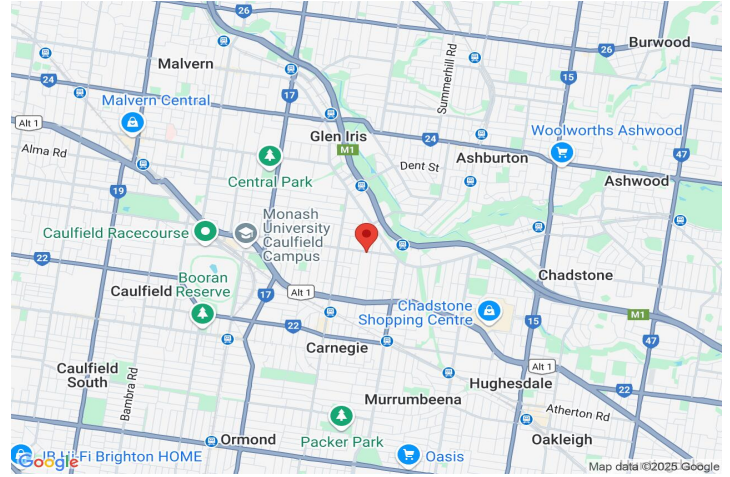 Burwood
26
26
Malvern
Summerhill Rd
24
15
17
Malvern Central
Alt 1
Glen Iris
24
Woolworths Ashwood
M1
Alma Rd
Dent St
Ashburton
47
Central Park
Ashwood
19
Monash
University
Caulfield
Campus
Caulfield Racecourse
22
Booran
Reserve
Caulfield
Chadstone
17
Alt 1
Chadstone
Shopping Centre
M1
22
15
Carnegie
47
Caulfield
South
Alt 1
Bambra Rd
Hughesdale
22
Murrumbeena
Atherton Rd
Packer Park
Ormond
Oakleigh
JB Hi-Fi Brighton HOME
Oasis
Google
Map data ©2025 Google